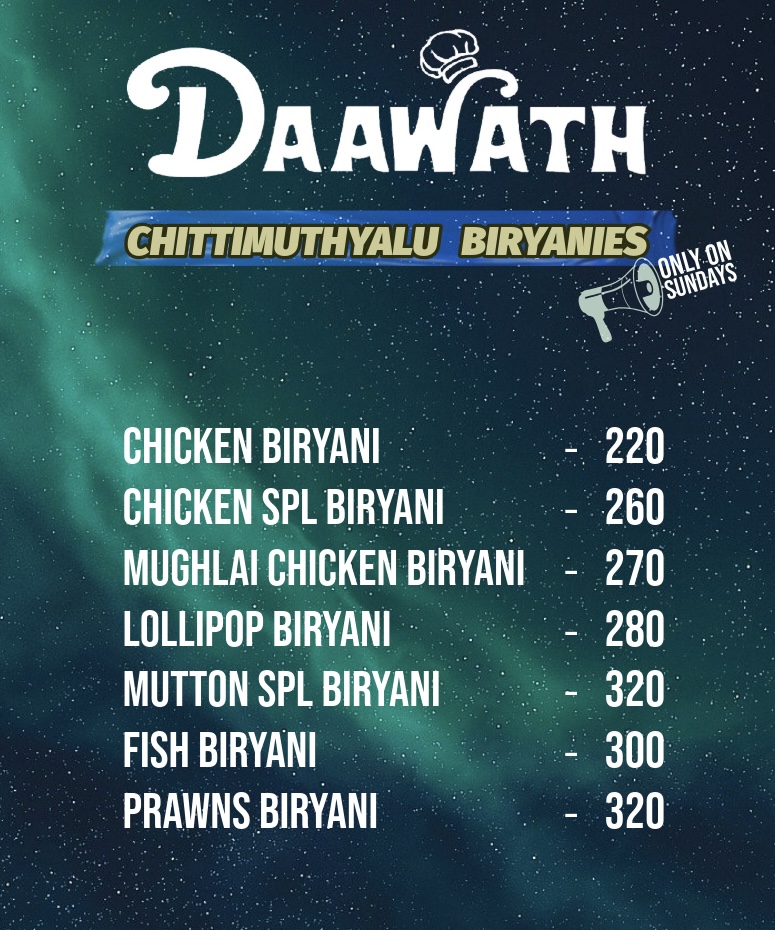 DAAWATH
CHITTIMUTHYALU BIRYANIES
ONLY ON
SUNDAYS
CHICKEN BIRYANI - 220
CHICKEN SPL BIRYANI - 260
MUGHLAI CHICKEN BIRYANI - 270
LOLLIPOP BIRYANI - 280
MUTTON SPL BIRYANI - 320
FISH BIRYANI - 300
PRAWNS BIRYANI - 320